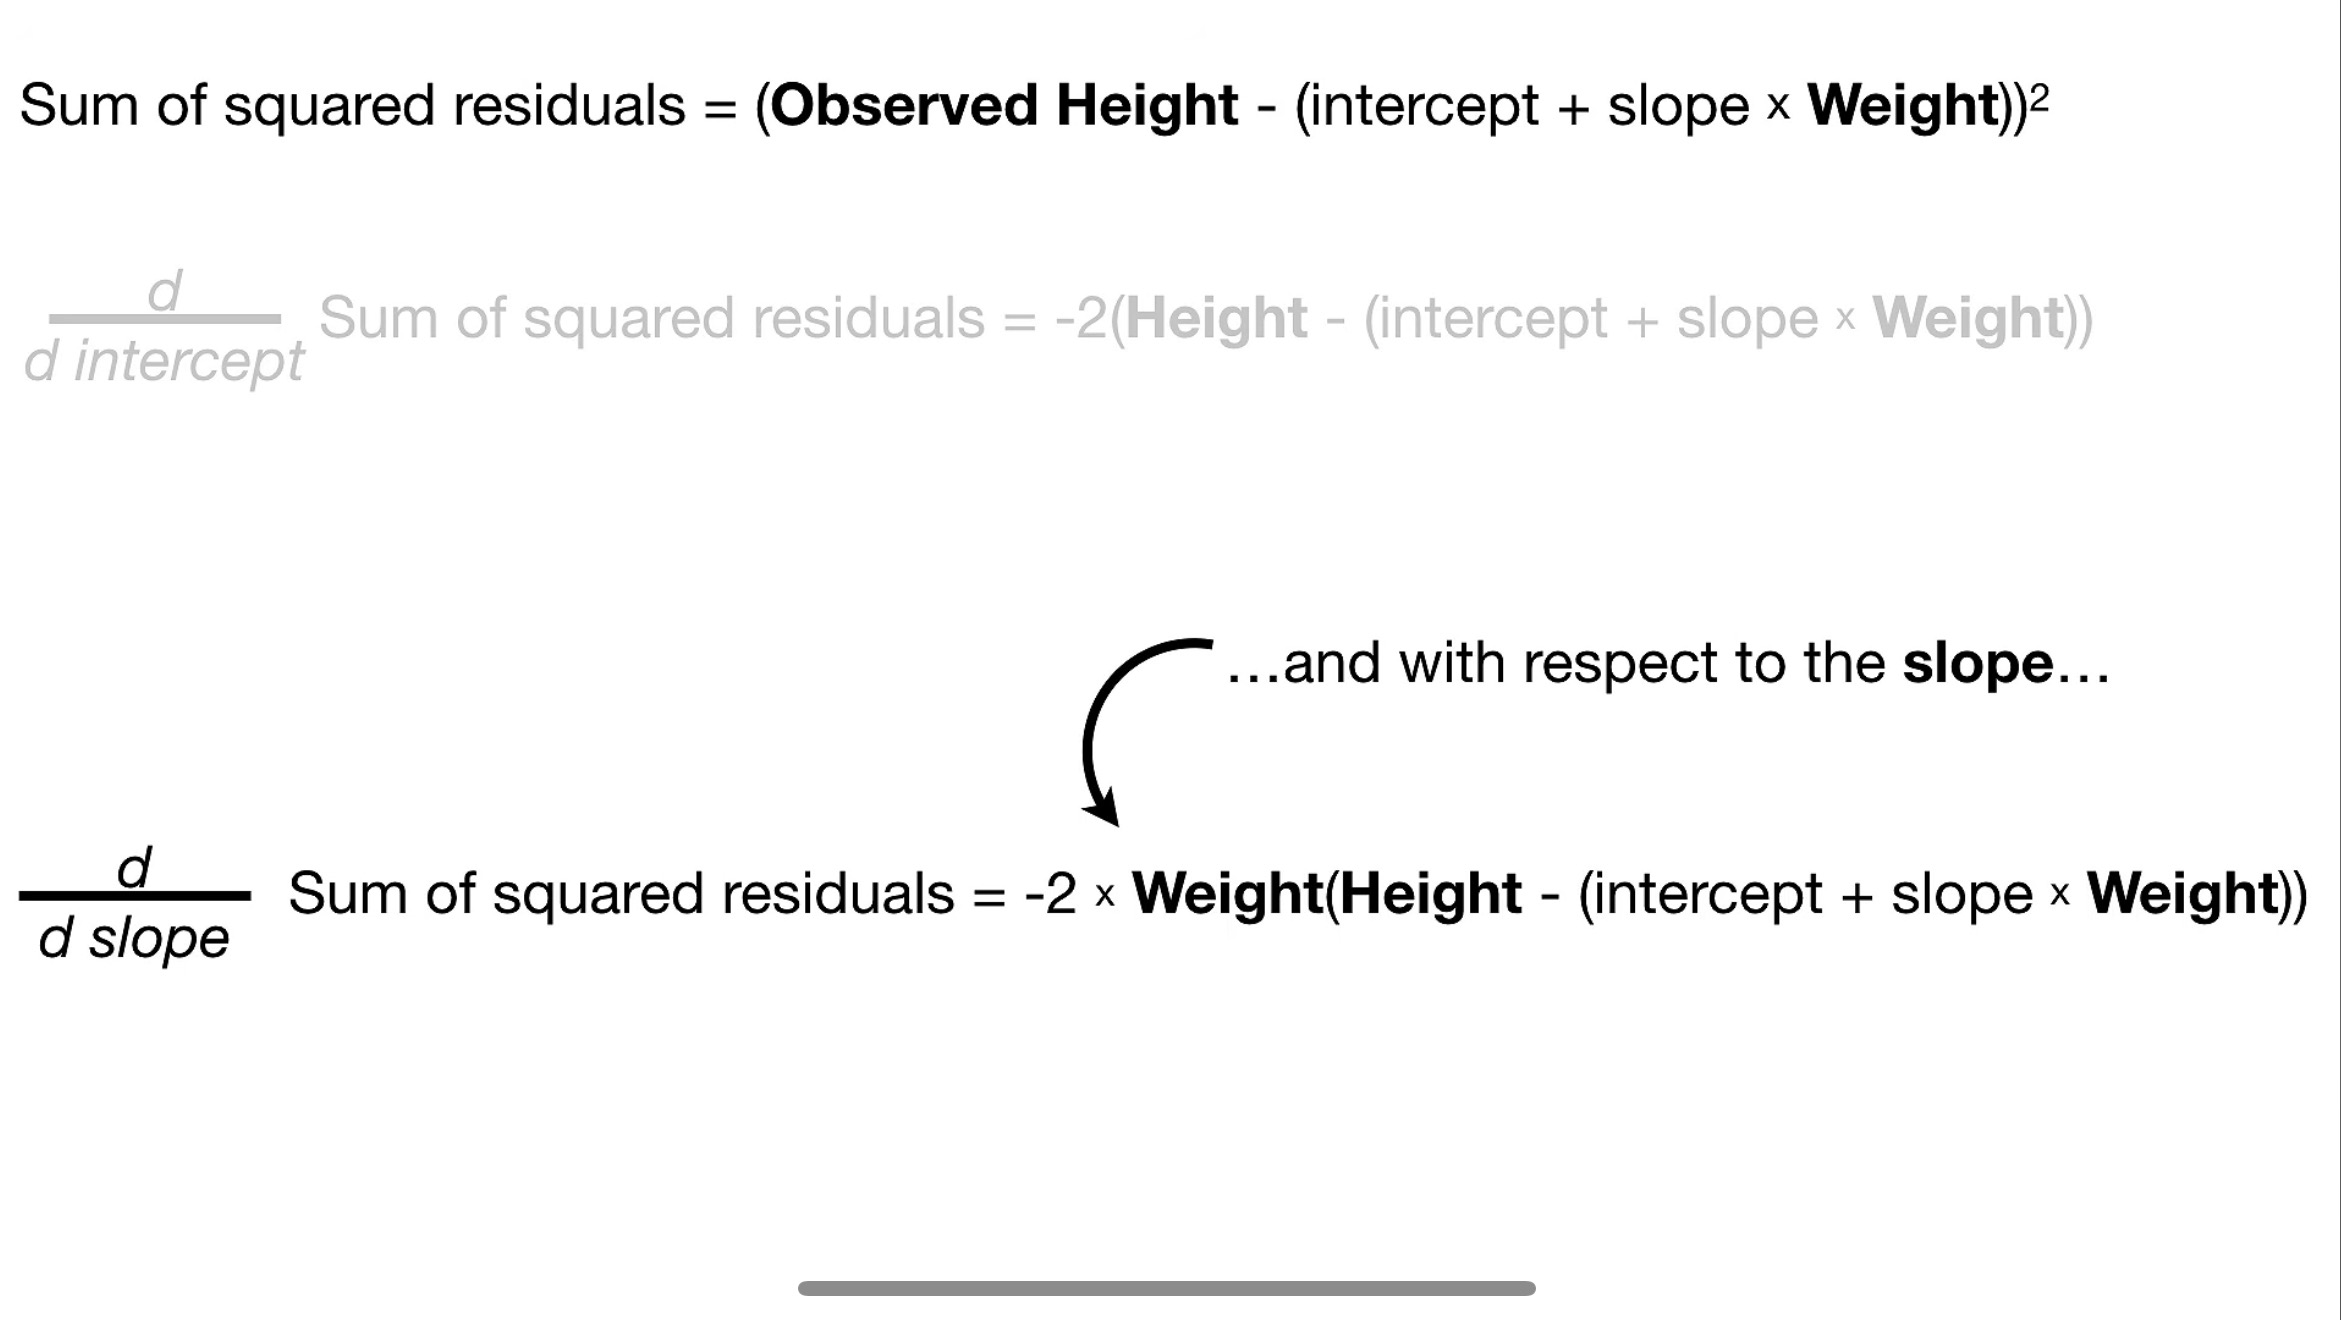 Sum of squared residuals = (Observed Height - (intercept + slope x Weight))²
d
Sum of squared residuals = -2(Height - (intercept + slope x Weight))
d intercept
...and with respect to the slope...
d
Sum of squared residuals = -2 x Weight(Height - (intercept + slope x Weight))
d slope